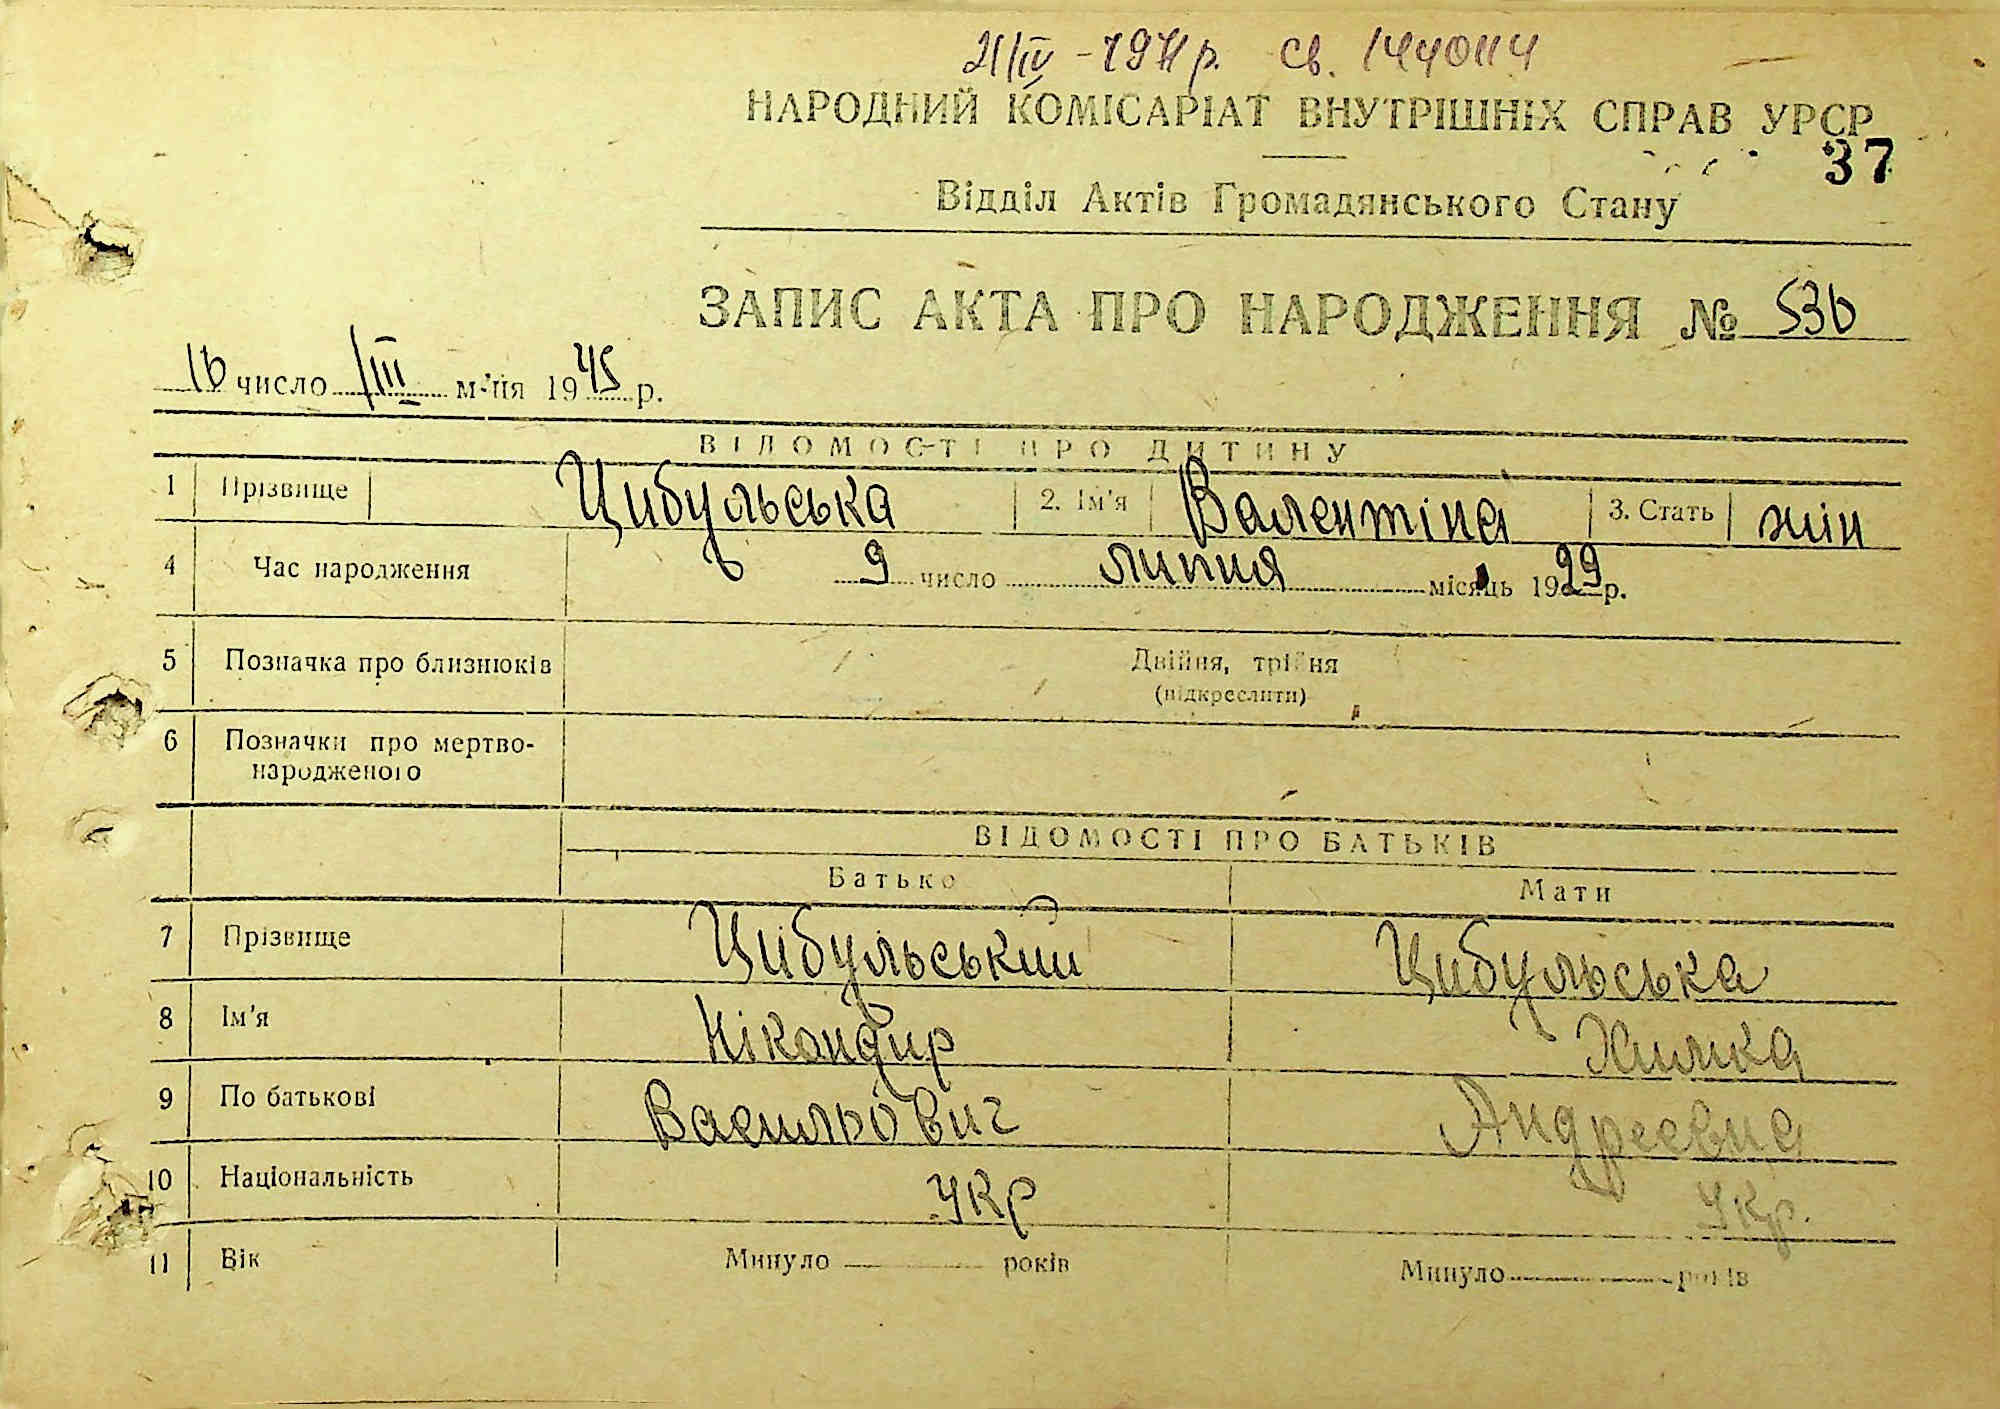 21/IV - 1971 р. св. 144014
НАРОДНИЙ КОМІСАРІАТ ВНУТРІШНІХ СПРАВ УРСР
37
Відділ Актів Громадянського Стану
ЗАПИС АКТА ПРО НАРОДЖЕННЯ № 536
16 число /III м-ця 1945 р.
ВІДОМОСТІ ПРО ДИТИНУ
1 Прізвище Цибульська 2. Ім'я Валентіна 3. Стать жін
4 Час народження 9 число липня місяць 1929 р.
5 Позначка про близнюків Двійня, трійня
(підкреслити)
6 Позначки про мертво-
народженого
ВІДОМОСТІ ПРО БАТЬКІВ
Батько Мати
7 Прізвище Цибульський Цибульська
8 Ім'я Нікандир Химка
9 По батькові Васильович Андреевна
10 Національність Укр Укр.
11 Вік Минуло років Минуло років